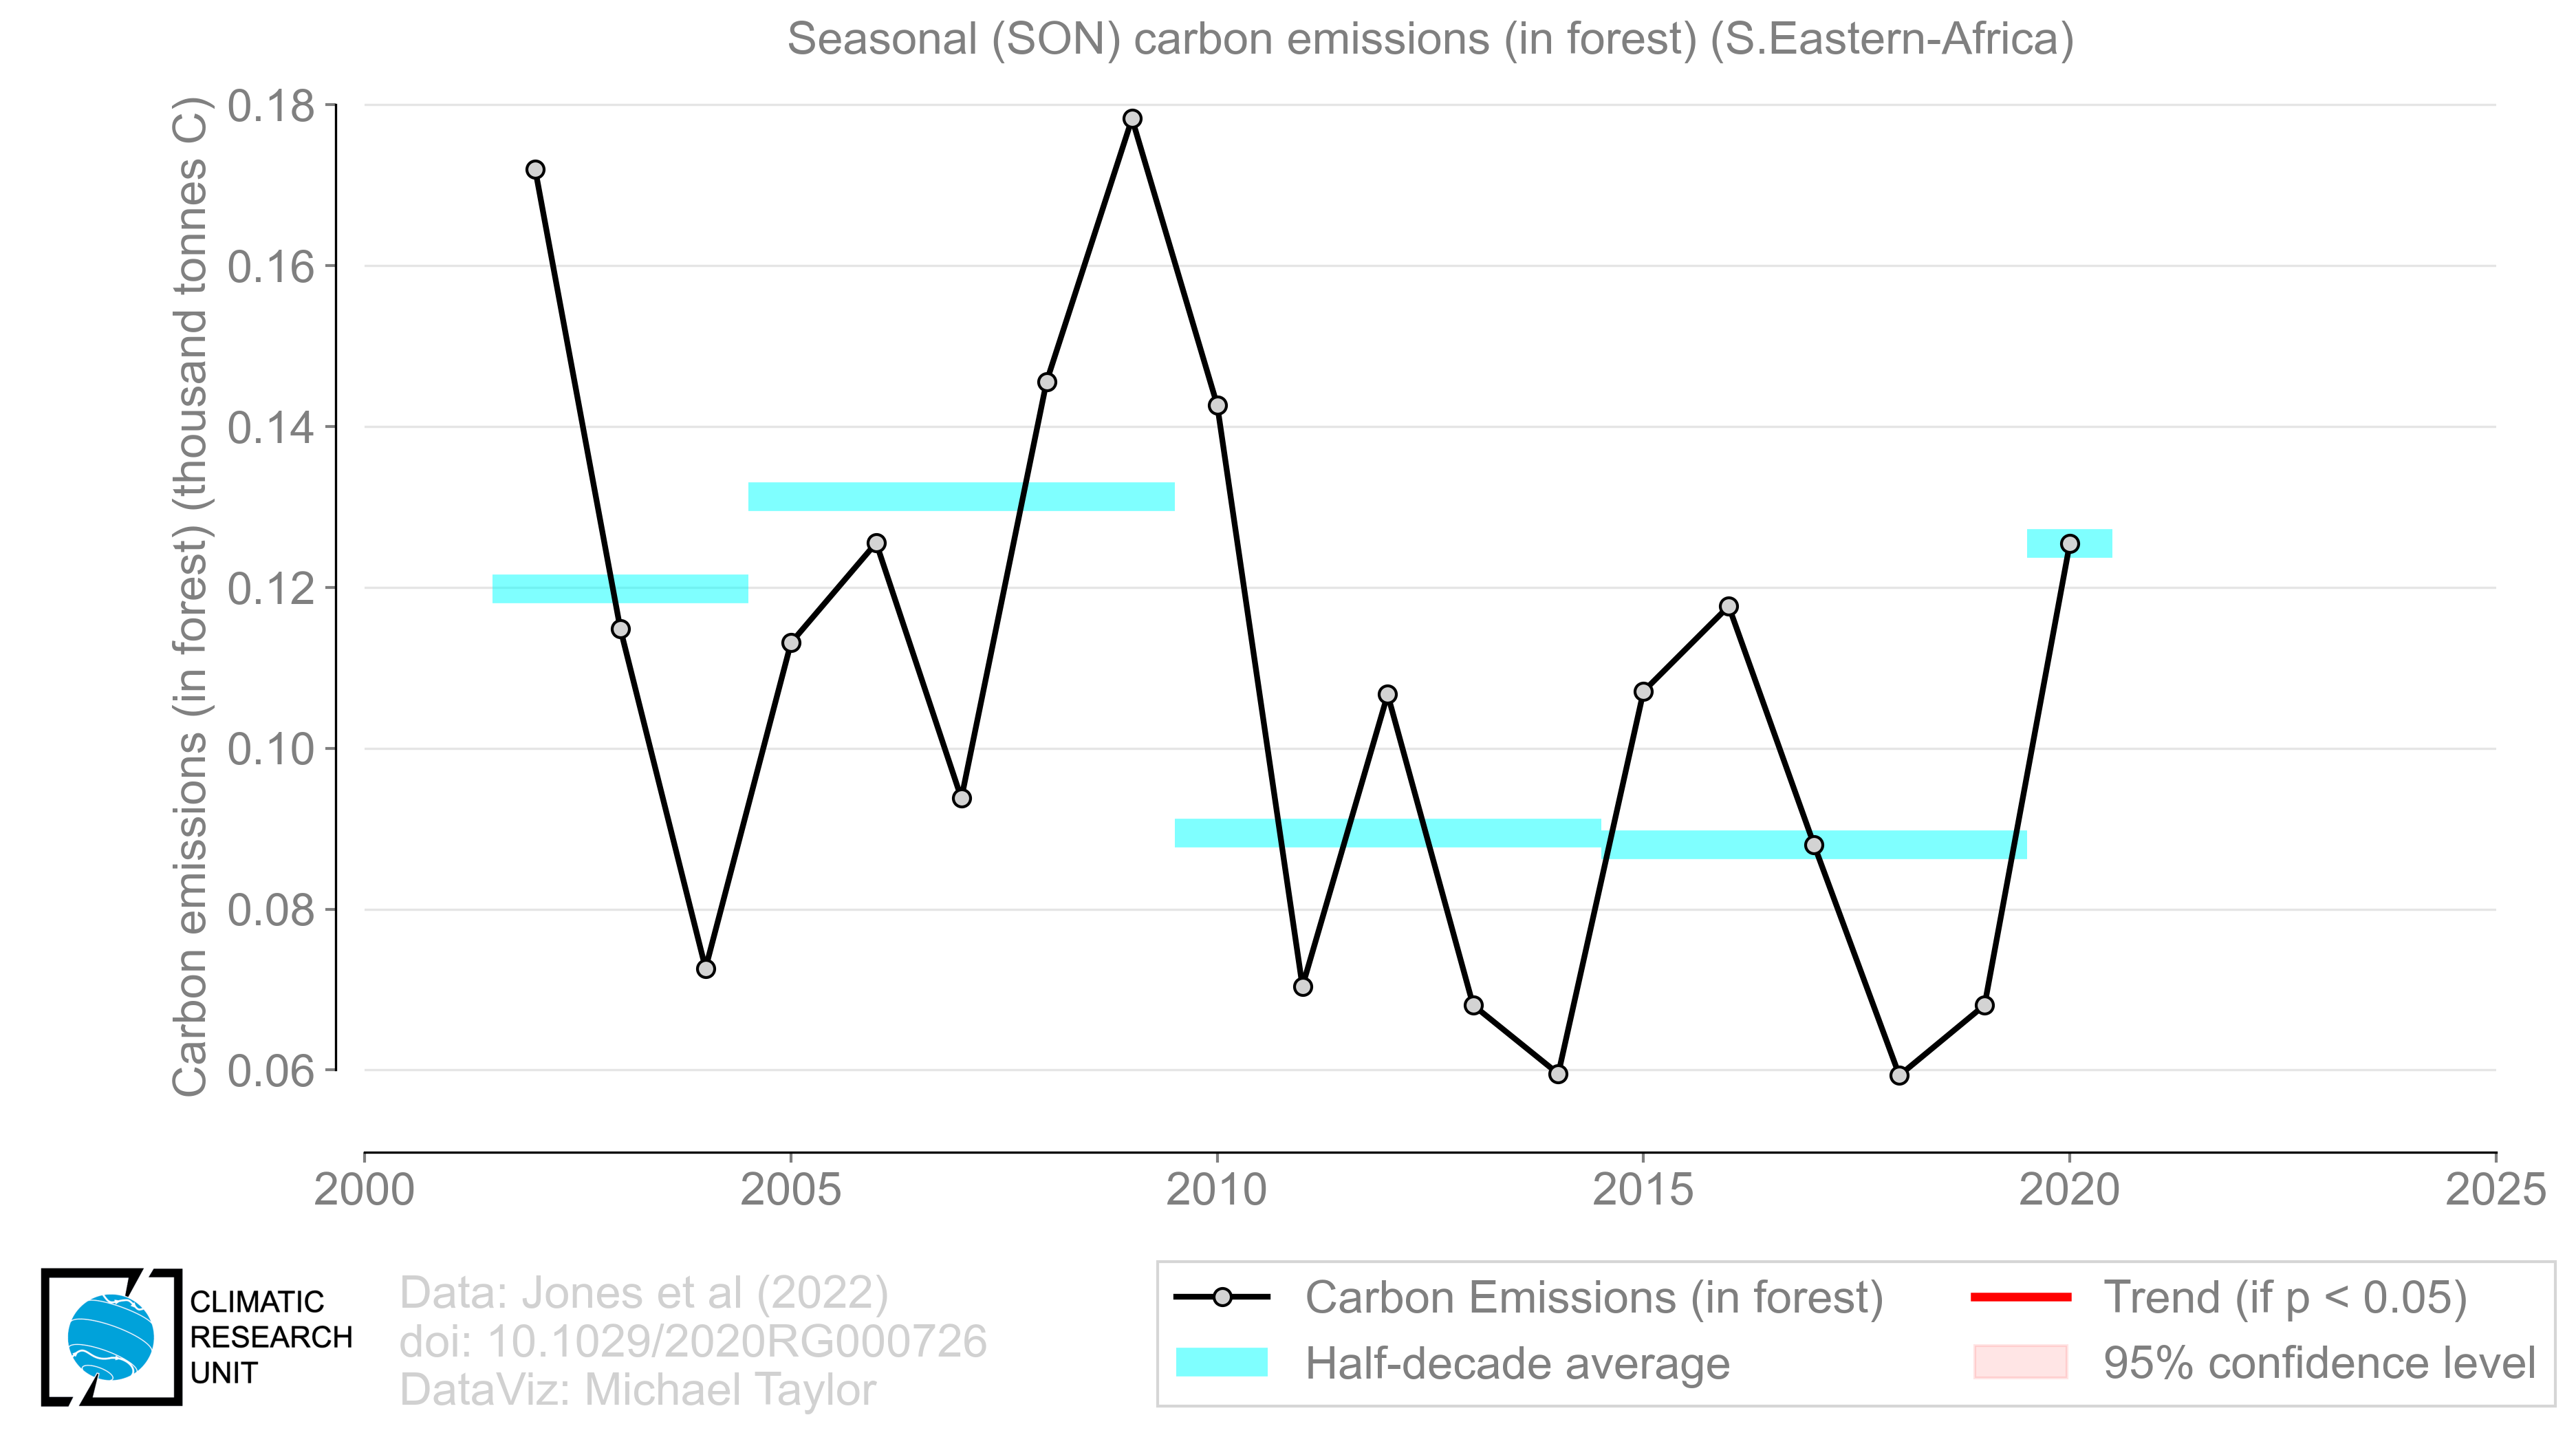 Seasonal (SON) carbon emissions (in forest) (S.Eastern-Africa)
Carbon emissions (in forest) (thousand tonnes C)
0.18
0.16
0.14
0.12
0.10
0.08
0.06
2000 2005 2010 2015 2020 2025
CLIMATIC
RESEARCH
UNIT
Data: Jones et al (2022)
doi: 10.1029/2020RG000726
DataViz: Michael Taylor
Carbon Emissions (in forest)
Half-decade average
Trend (if p < 0.05)
95% confidence level